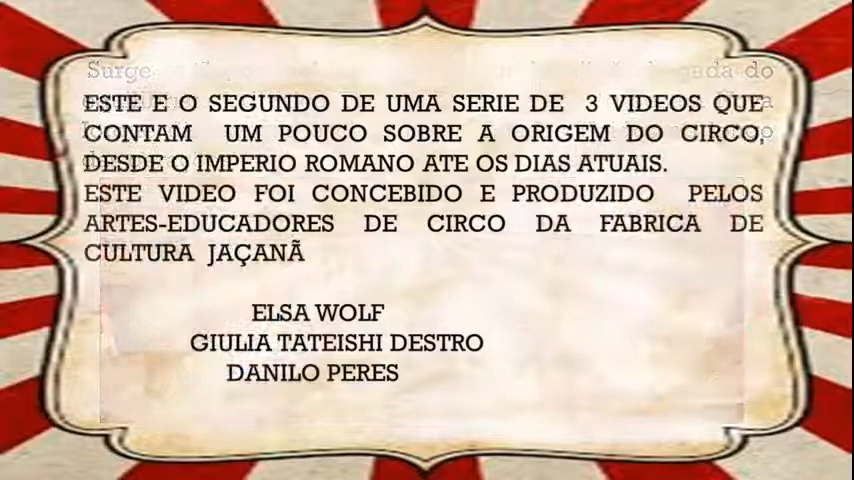 Surge
ESTE E O SEGUNDO DE UMA SERIE DE 3 VIDEOS QUE
CONTAM UM POUCO SOBRE A ORIGEM DO CIRCO,
DESDE O IMPERIO ROMANO ATE OS DIAS ATUAIS.
ESTE VIDEO FOI CONCEBIDO E PRODUZIDO PELOS
ARTES-EDUCADORES DE CIRCO DA FABRICA DE
CULTURA JAÇANÃ
ELSA WOLF
GIULIA TATEISHI DESTRO
DANILO PERES